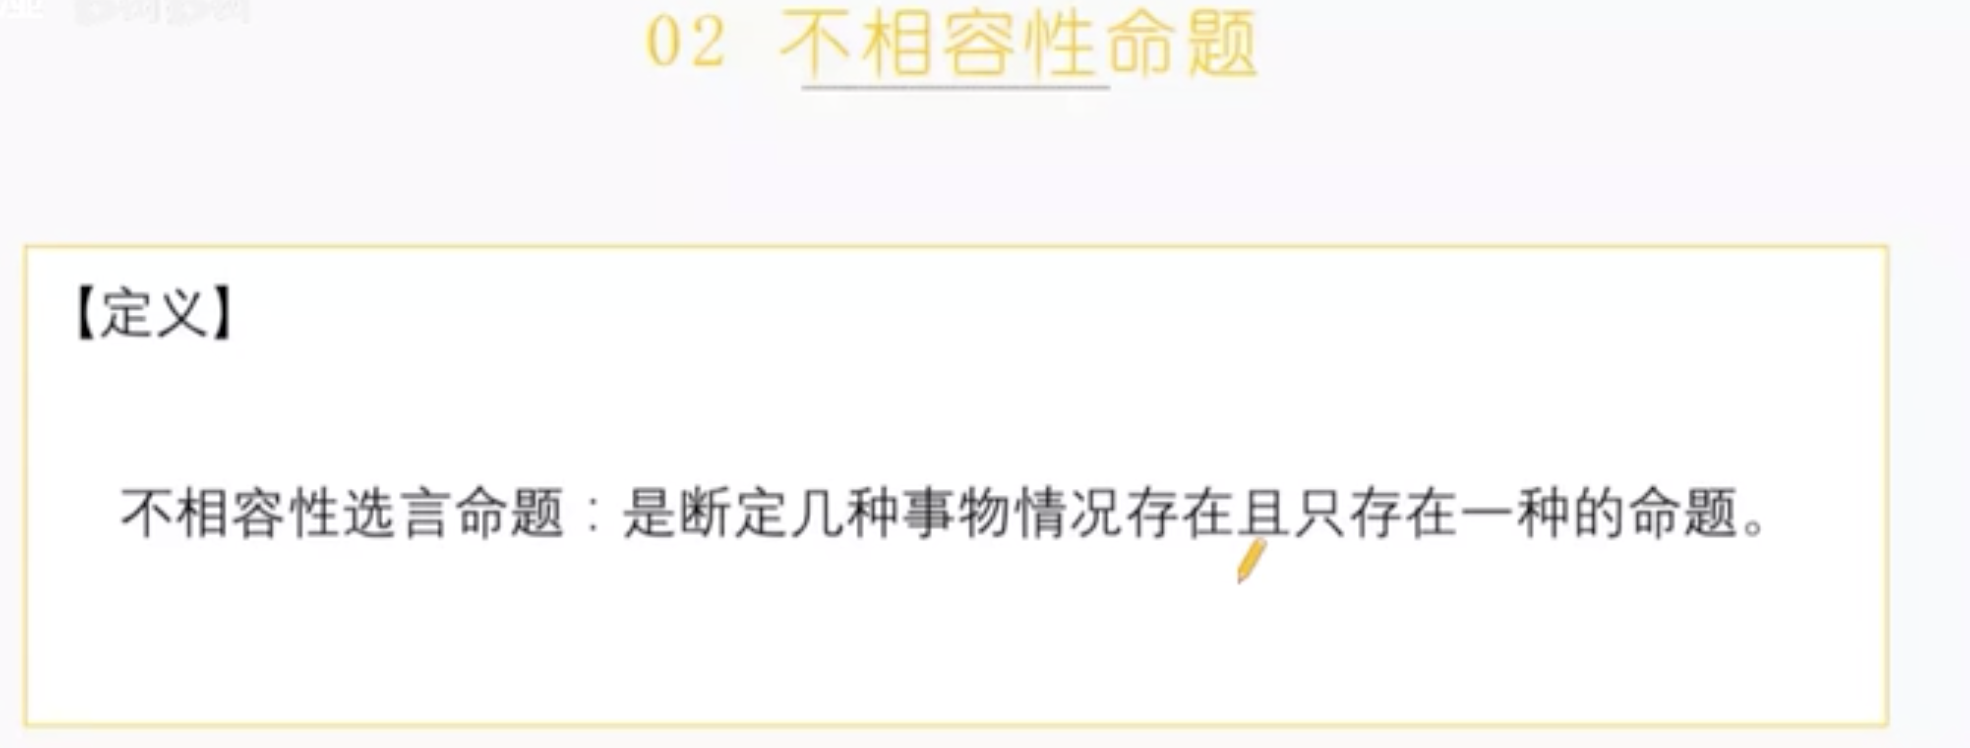 02 不相容性命题
【定义】
不相容性选言命题：是断定几种事物情况存在且只存在一种的命题。